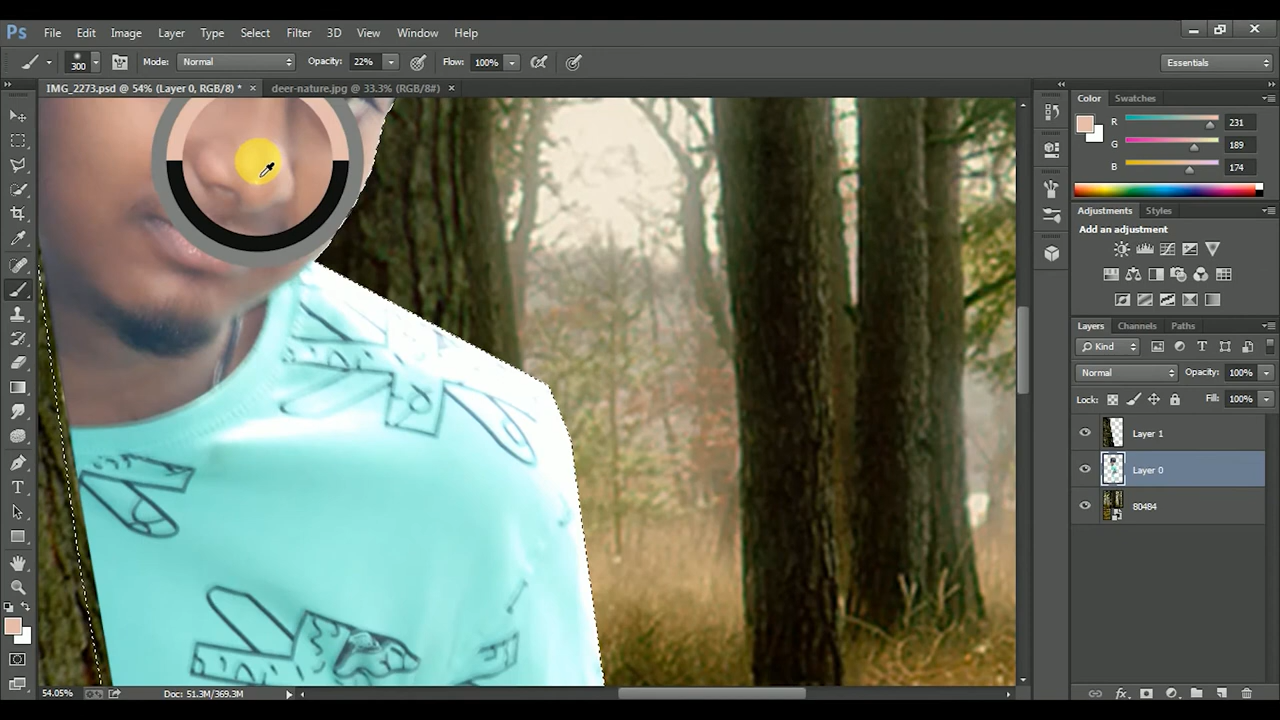 Ps File Edit Image Layer Type Select Filter 3D View Window Help
300 Mode: Normal Opacity: 22% Flow: 100% Essentials
IMG_2273.psd @ 54% (Layer 0, RGB/8) * × deer-nature.jpg @ 33.3% (RGB/8#) ×
Color Swatches
R 231
G 189
B 174
Adjustments Styles
Add an adjustment
Layers Channels Paths
Kind
Normal Opacity: 100%
Lock: Fill: 100%
Layer 1
Layer 0
80484
T
54.05% Doc: 51.3M/369.3M
fx